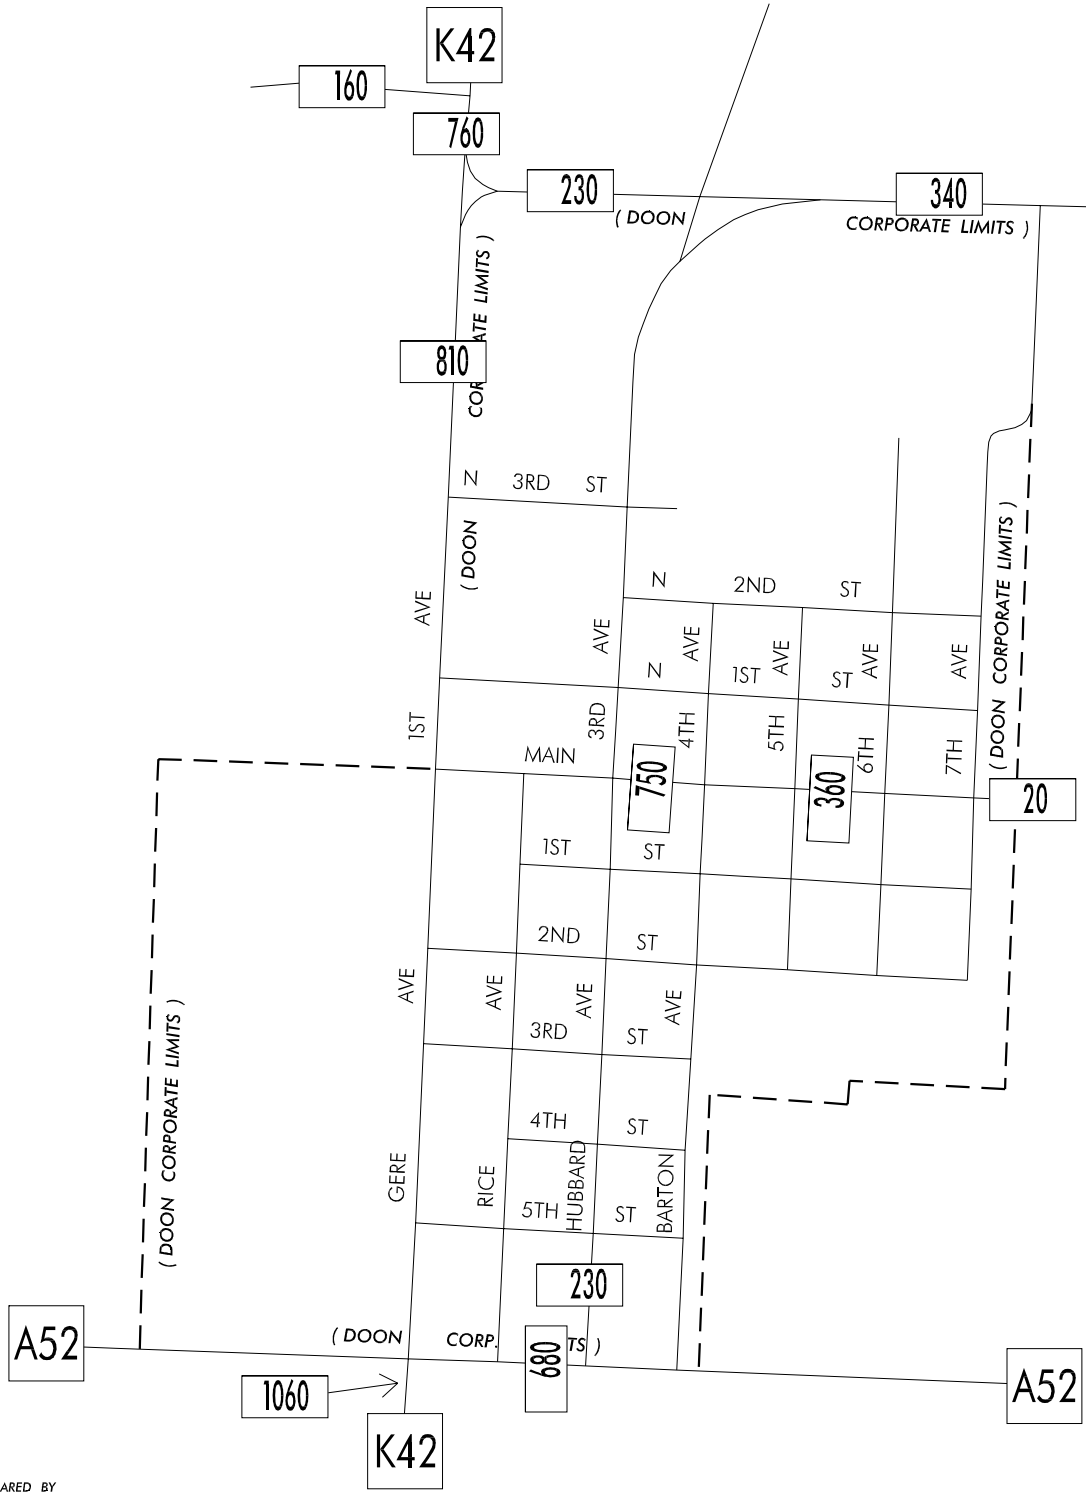 K42
160
760
230
340
( DOON CORPORATE LIMITS )
( DOON CORPORATE LIMITS )
810
N 3RD ST
N 2ND ST
AVE
AVE
AVE
AVE
AVE
AVE
N 1ST ST
1ST
3RD
4TH
5TH
6TH
7TH
( DOON CORPORATE LIMITS )
MAIN
750
360
20
1ST ST
2ND ST
AVE
AVE
AVE
AVE
3RD ST
( DOON CORPORATE LIMITS )
4TH ST
GERE
RICE
HUBBARD
BARTON
5TH ST
230
A52
( DOON CORP. TS )
680
1060
A52
K42
ARED BY